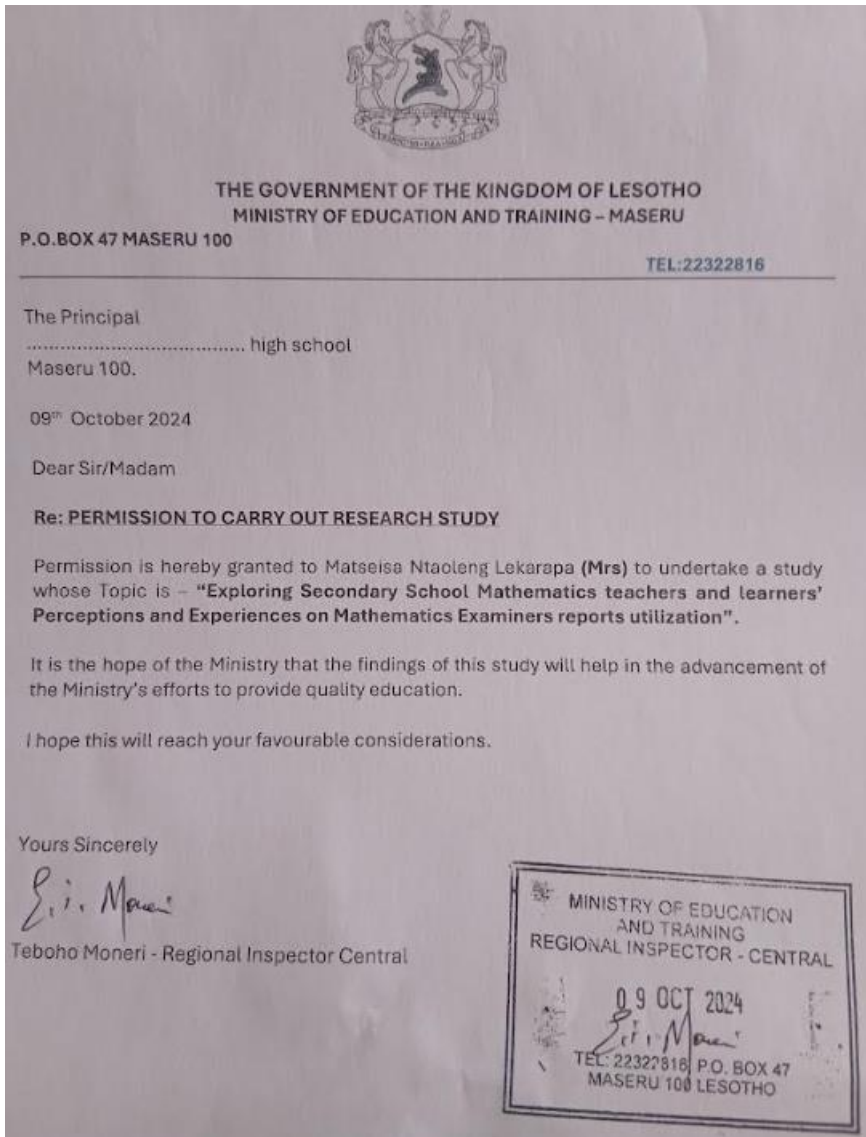 THE GOVERNMENT OF THE KINGDOM OF LESOTHO
MINISTRY OF EDUCATION AND TRAINING – MASERU
P.O.BOX 47 MASERU 100
TEL:22322816
The Principal
....................................... high school
Maseru 100.
09th October 2024
Dear Sir/Madam
Re: PERMISSION TO CARRY OUT RESEARCH STUDY
Permission is hereby granted to Matseisa Ntaoleng Lekarapa (Mrs) to undertake a study
whose Topic is – “Exploring Secondary School Mathematics teachers and learners’
Perceptions and Experiences on Mathematics Examiners reports utilization”.
It is the hope of the Ministry that the findings of this study will help in the advancement of
the Ministry’s efforts to provide quality education.
I hope this will reach your favourable considerations.
Yours Sincerely
Teboho Moneri - Regional Inspector Central
MINISTRY OF EDUCATION
AND TRAINING
REGIONAL INSPECTOR - CENTRAL
09 OCT 2024
TEL: 22322816, P.O. BOX 47
MASERU 100 LESOTHO